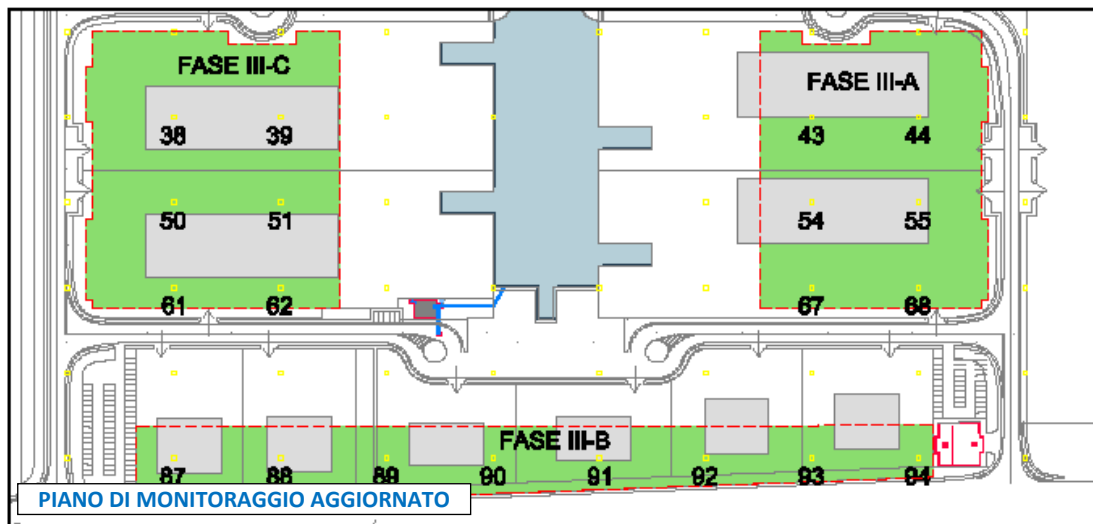 FASE III-C
FASE III-A
38 39 43 44
50 51 54 55
61 62 67 68
FASE III-B
87 88 89 90 91 92 93 94
PIANO DI MONITORAGGIO AGGIORNATO